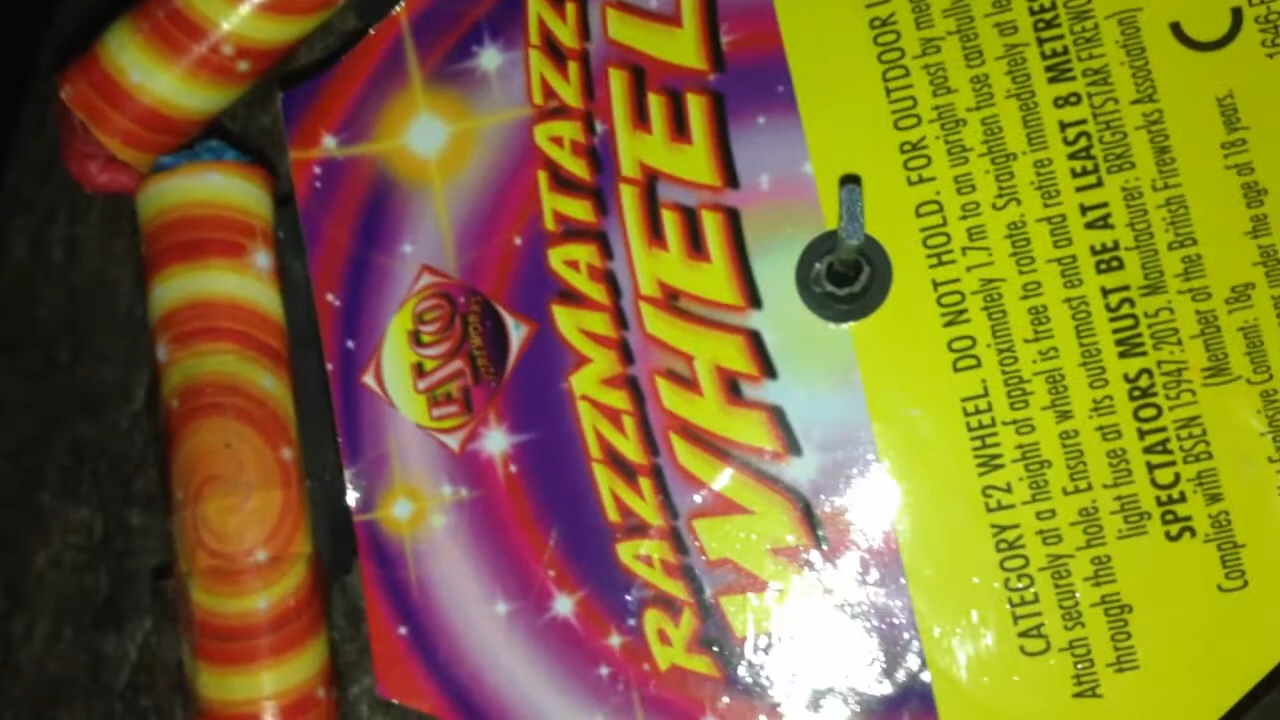 TESCO
FIREWORKS
RAZZMATAZZ
WHEEL
CATEGORY F2 WHEEL. DO NOT HOLD. FOR OUTDOOR
Attach securely at a height of approximately 1.7m to an upright post by
through the hole. Ensure wheel is free to rotate. Straighten fuse carefully
light fuse at its outermost end and retire immediately at
SPECTATORS MUST BE AT LEAST 8 METRES
Complies with BSEN 15947:2015. Manufacturer: BRIGHTSTAR
(Member of the British Fireworks Association)
Explosive Content: 18g
under the age of 18 years.
C
1646-